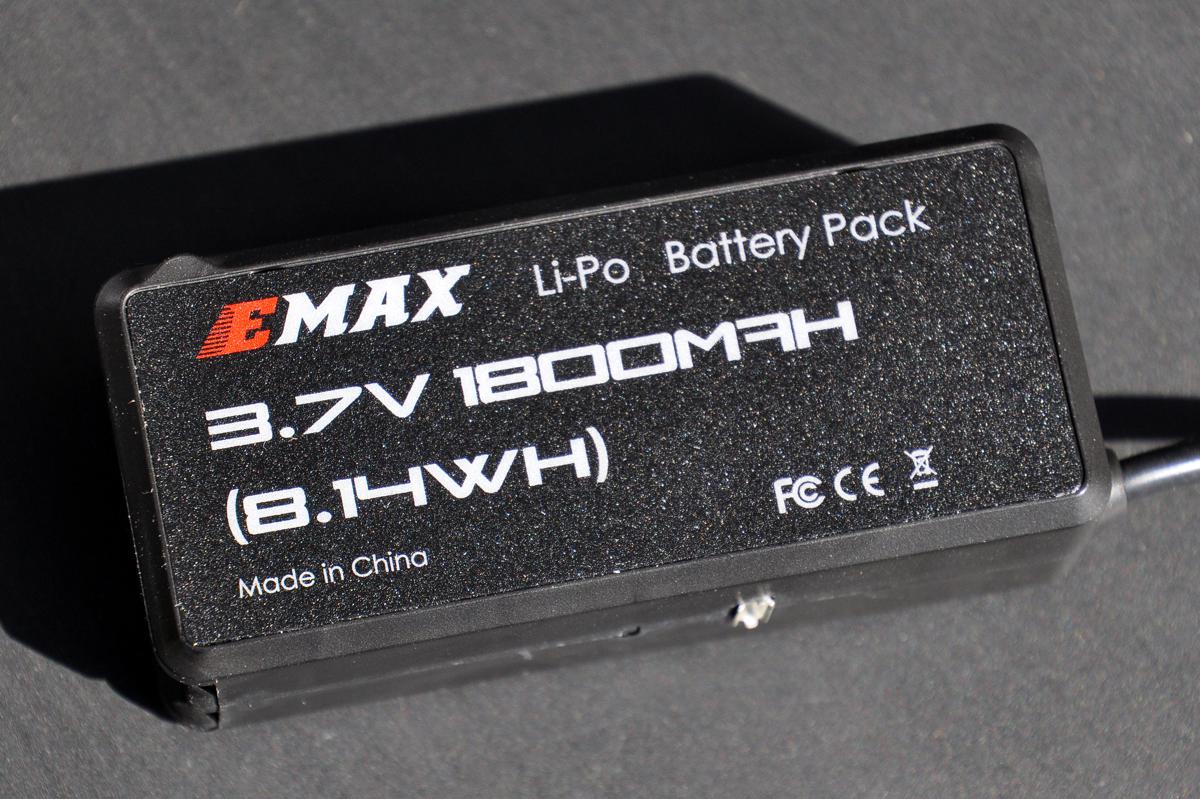 EMAX Li-Po Battery Pack
3.7V 1800MAH
(8.14WH)
FC CE
Made in China